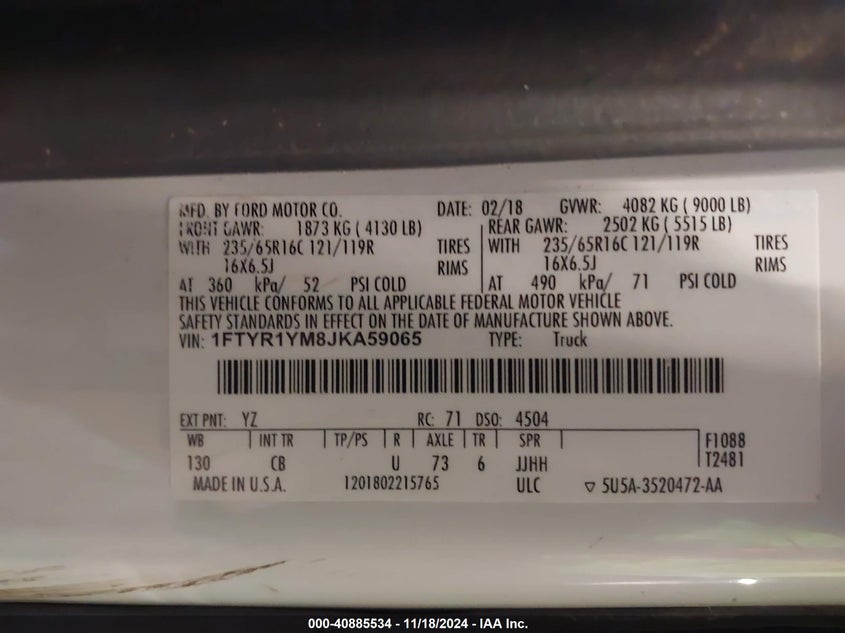 MFD. BY FORD MOTOR CO. DATE: 02/18 GVWR: 4082 KG ( 9000 LB)
FRONT GAWR: 1873 KG ( 4130 LB) REAR GAWR: 2502 KG ( 5515 LB)
WITH 235/65R16C 121/119R TIRES WITH 235/65R16C 121/119R TIRES
16X6.5J RIMS 16X6.5J RIMS
AT 360 kPa/ 52 PSI COLD AT 490 kPa/ 71 PSI COLD
THIS VEHICLE CONFORMS TO ALL APPLICABLE FEDERAL MOTOR VEHICLE
SAFETY STANDARDS IN EFFECT ON THE DATE OF MANUFACTURE SHOWN ABOVE.
VIN: 1FTYR1YM8JKA59065 TYPE: Truck
EXT PNT: YZ RC: 71 DSO: 4504
WB INT TR TP/PS R AXLE TR SPR F1088
130 CB U 73 6 JJHH T2481
MADE IN U.S.A. 1201802215765 ULC ▽ 5U5A-3520472-AA
000-40885534 - 11/18/2024 - IAA Inc.